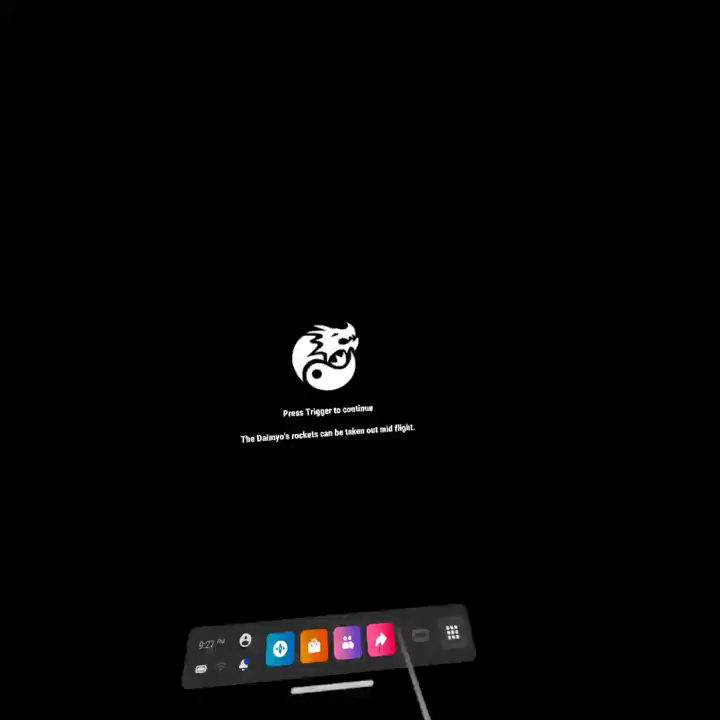 Press Trigger to continue
The Daimyo's rockets can be taken out mid flight.
9:27 PM